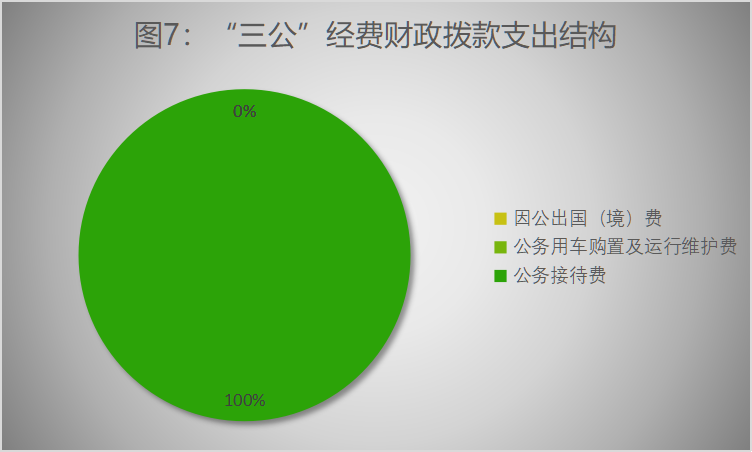 图7：“三公”经费财政拨款支出结构
0%
100%
因公出国（境）费
公务用车购置及运行维护费
公务接待费